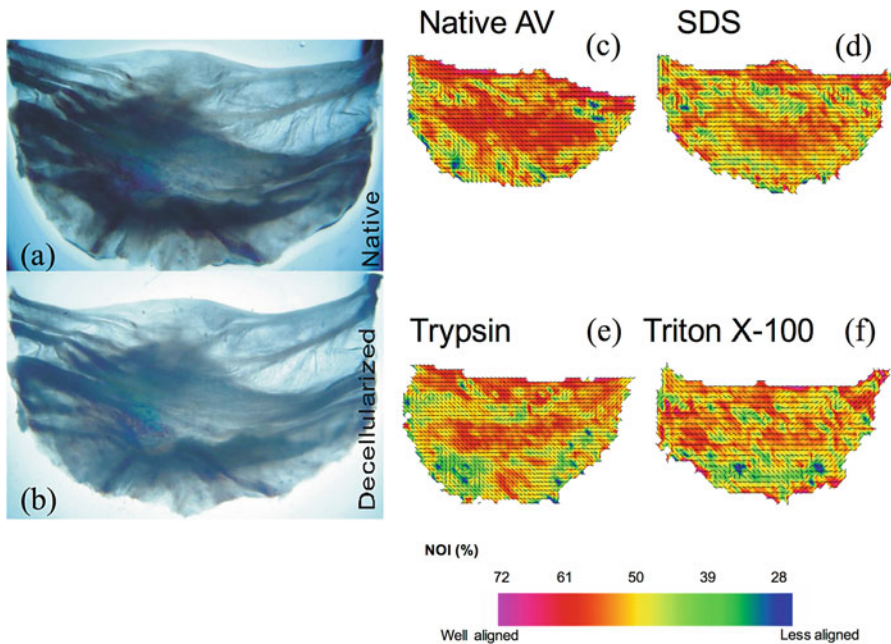 (a)
Native
(b)
Decellularized
Native AV
(c)
SDS
(d)
Trypsin
(e)
Triton X-100
(f)
NOI (%)
72 61 50 39 28
Well aligned
Less aligned